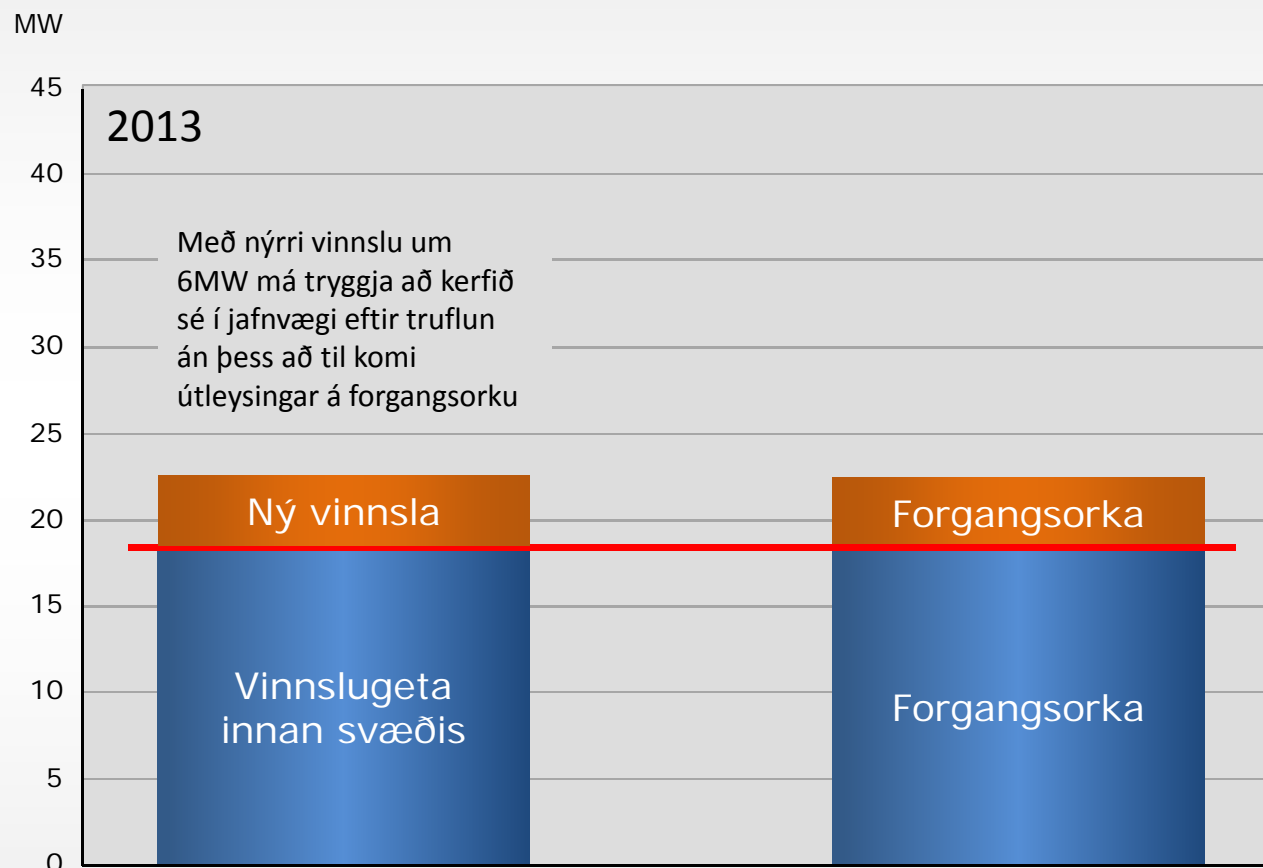 MW
45
2013
40
Með nýrri vinnslu um
35
6MW má tryggja að kerfið
sé í jafnvægi eftir truflun
30
án þess að til komi
útleysingar á forgangsorku
25
20
Ný vinnsla
Forgangsorka
15
10
Vinnslugeta
innan svæðis
Forgangsorka
5
0